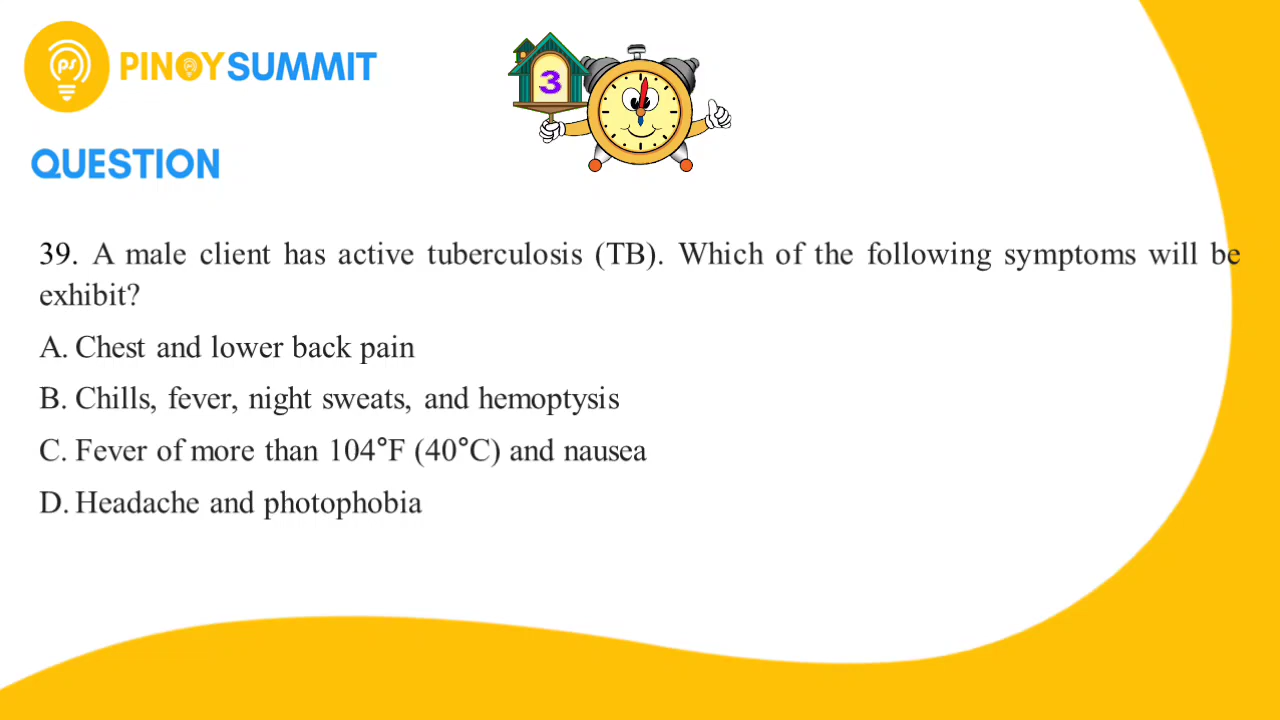 PINOYSUMMIT
3
QUESTION
39. A male client has active tuberculosis (TB). Which of the following symptoms will be
exhibit?
A. Chest and lower back pain
B. Chills, fever, night sweats, and hemoptysis
C. Fever of more than 104°F (40°C) and nausea
D. Headache and photophobia